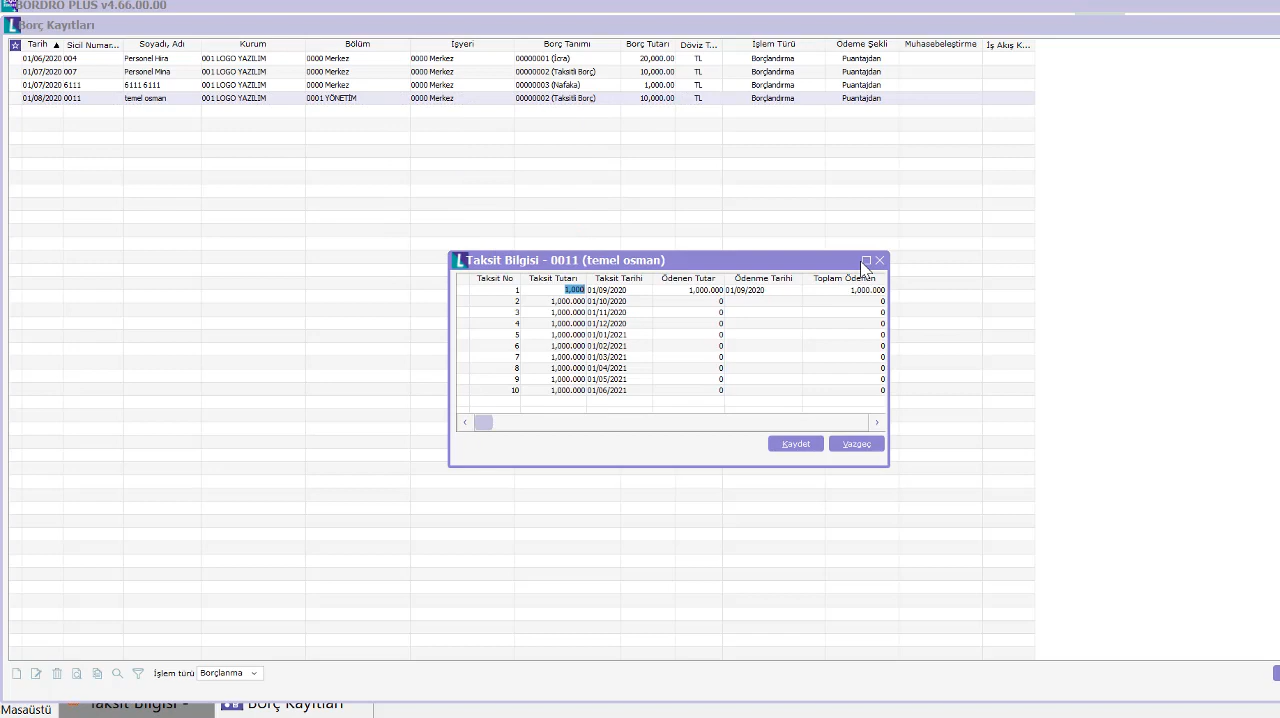 BORDRO PLUS v4.66.00.00
Borç Kayıtları
Tarih ▲ Sicil Numar... Soyadı, Adı Kurum Bölüm İşyeri Borç Tanımı Borç Tutarı Döviz T... İşlem Türü Ödeme Şekli Muhasebeleştirme İş Akış K...
01/06/2020 004 Personel Hira 001 LOGO YAZILIM 0000 Merkez 0000 Merkez 00000001 (İcra) 20,000.00 TL Borçlandırma Puantajdan
01/07/2020 007 Personel Mina 001 LOGO YAZILIM 0000 Merkez 0000 Merkez 00000002 (Taksitli Borç) 10,000.00 TL Borçlandırma Puantajdan
01/07/2020 6111 6111 6111 001 LOGO YAZILIM 0000 Merkez 0000 Merkez 00000003 (Nafaka) 1,000.00 TL Borçlandırma Puantajdan
01/08/2020 0011 temel osman 001 LOGO YAZILIM 0001 YÖNETİM 0000 Merkez 00000002 (Taksitli Borç) 10,000.00 TL Borçlandırma Puantajdan
Taksit Bilgisi - 0011 (temel osman)
Taksit No Taksit Tutarı Taksit Tarihi Ödenen Tutar Ödenme Tarihi Toplam Ödenen
1 1,000 01/09/2020 1,000.000 01/09/2020 1,000.000
2 1,000.000 01/10/2020 0 0
3 1,000.000 01/11/2020 0 0
4 1,000.000 01/12/2020 0 0
5 1,000.000 01/01/2021 0 0
6 1,000.000 01/02/2021 0 0
7 1,000.000 01/03/2021 0 0
8 1,000.000 01/04/2021 0 0
9 1,000.000 01/05/2021 0 0
10 1,000.000 01/06/2021 0 0
Kaydet Vazgeç
İşlem türü Borçlanma
Masaüstü Taksit Bilgisi - Borç Kayıtları